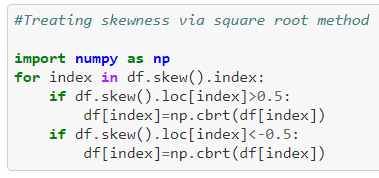 #Treating skewness via square root method
import numpy as np
for index in df.skew().index:
    if df.skew().loc[index]>0.5:
        df[index]=np.cbrt(df[index])
    if df.skew().loc[index]<-0.5:
        df[index]=np.cbrt(df[index])